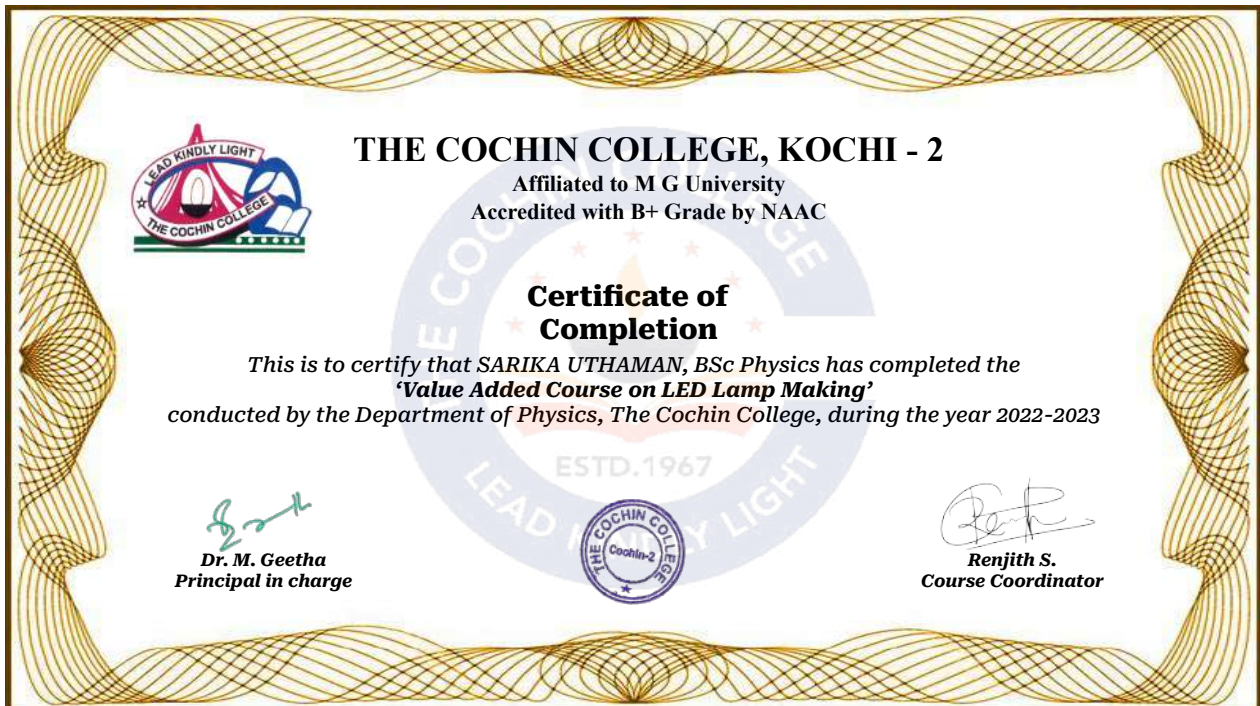 LEAD KINDLY LIGHT
THE COCHIN COLLEGE
THE COCHIN COLLEGE, KOCHI - 2
Affiliated to M G University
Accredited with B+ Grade by NAAC
THE COCHIN COLLEGE
Certificate of
Completion
This is to certify that SARIKA UTHAMAN, BSc Physics has completed the
‘Value Added Course on LED Lamp Making’
conducted by the Department of Physics, The Cochin College, during the year 2022-2023
ESTD.1967
LEAD KINDLY LIGHT
Dr. M. Geetha
Principal in charge
THE COCHIN COLLEGE
Cochin-2
Renjith S.
Course Coordinator